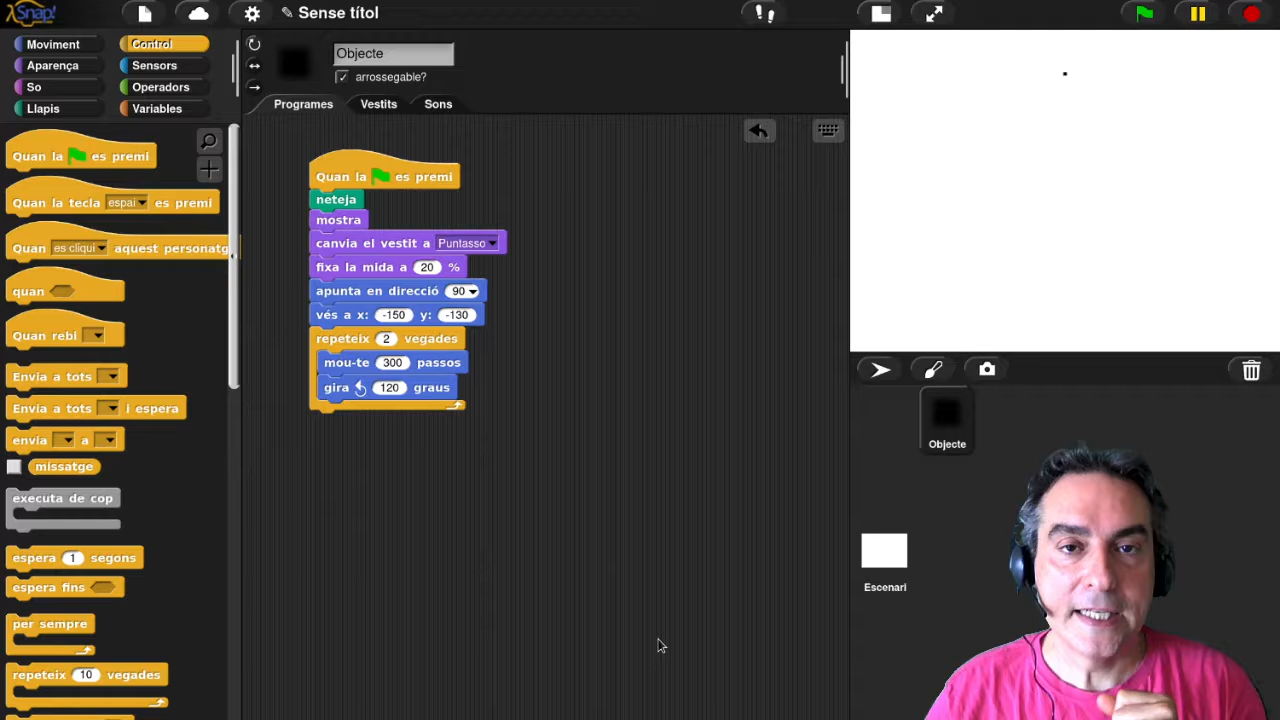 Snap!
Sense títol
Moviment
Control
Aparença
Sensors
So
Operadors
Llapis
Variables
Quan la es premi
Quan la tecla espai es premi
Quan es cliqui aquest personatg
quan
Quan rebi
Envia a tots
Envia a tots i espera
envia a
missatge
executa de cop
espera 1 segons
espera fins
per sempre
repeteix 10 vegades
Objecte
arrossegable?
Programes
Vestits
Sons
Quan la es premi
neteja
mostra
canvia el vestit a Puntasso
fixa la mida a 20 %
apunta en direcció 90
vés a x: -150 y: -130
repeteix 2 vegades
mou-te 300 passos
gira 120 graus
Objecte
Escenari